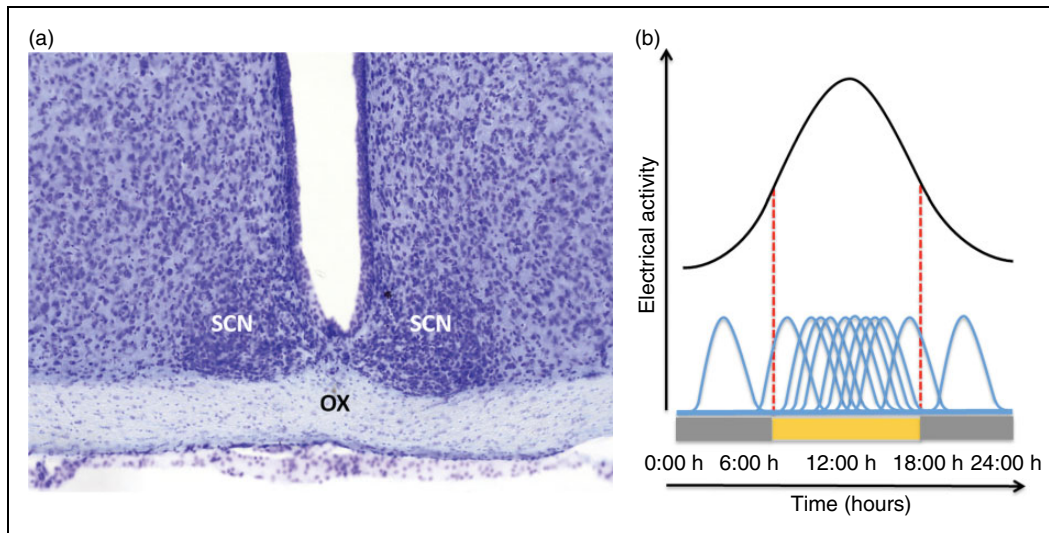 (a)
SCN
SCN
OX
(b)
Electrical activity
0:00 h 6:00 h 12:00 h 18:00 h 24:00 h
Time (hours)